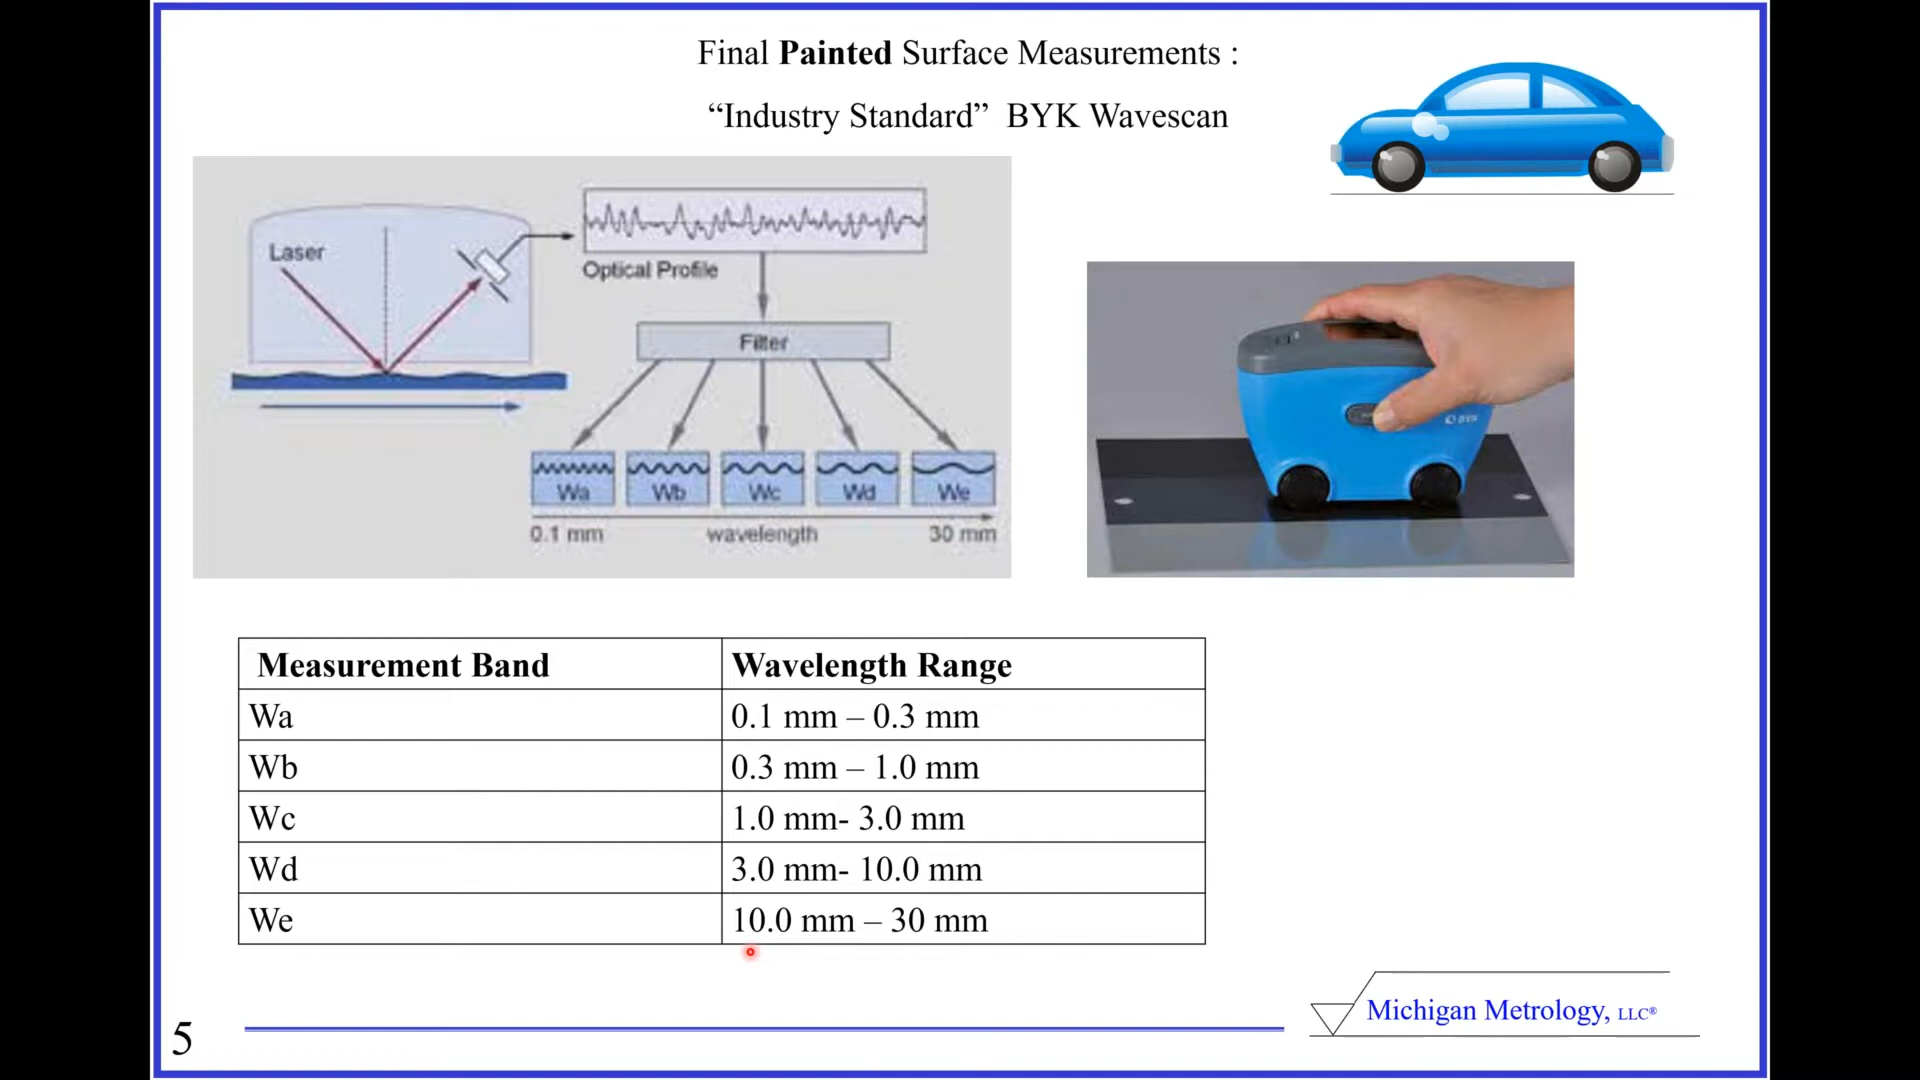 Final Painted Surface Measurements :
“Industry Standard” BYK Wavescan
Laser
Optical Profile
Filter
Wa Wb Wc Wd We
0.1 mm wavelength 30 mm
BYK
Measurement Band Wavelength Range
Wa 0.1 mm – 0.3 mm
Wb 0.3 mm – 1.0 mm
Wc 1.0 mm- 3.0 mm
Wd 3.0 mm- 10.0 mm
We 10.0 mm – 30 mm
Michigan Metrology, LLC®
5